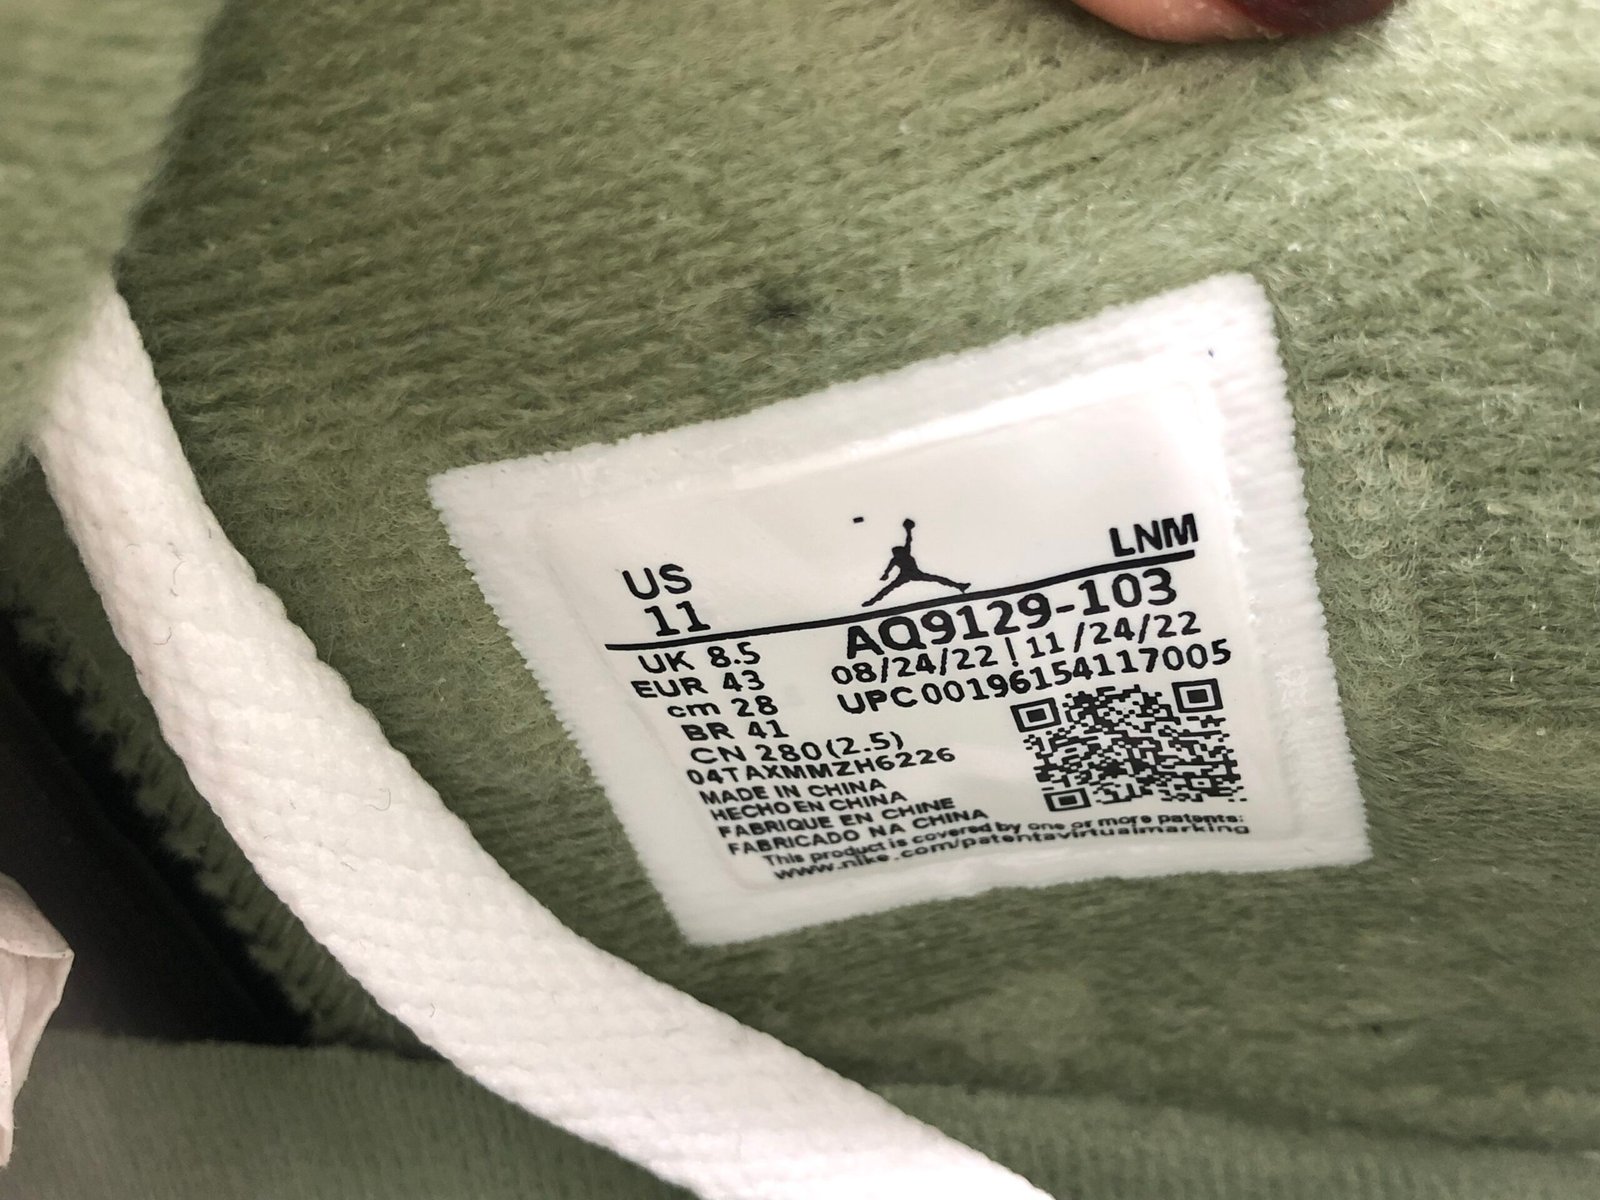 US
11
LNM
UK 8.5
EUR 43
cm 28
BR 41
CN 280(2.5)
AQ9129-103
08/24/22 | 11/24/22
UPC 00196154117005
04TAXMMZH6226
MADE IN CHINA
HECHO EN CHINA
FABRIQUE EN CHINE
FABRICADO NA CHINA
This product is covered by one or more patents:
www.nike.com/patentavirtualmarking